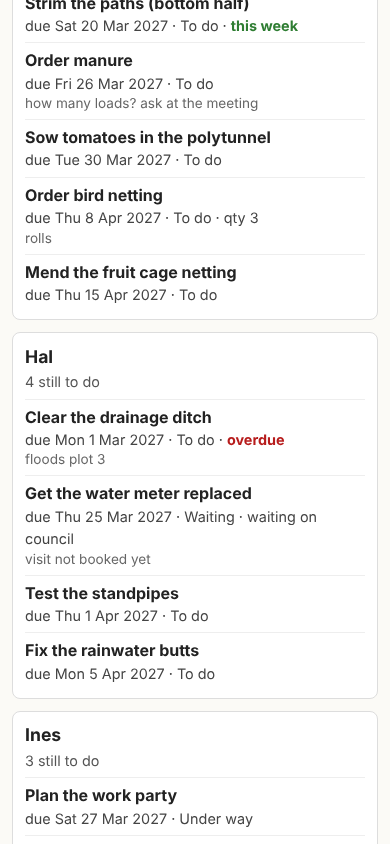 Strim the paths (bottom half)
due Sat 20 Mar 2027 · To do · this week
Order manure
due Fri 26 Mar 2027 · To do
how many loads? ask at the meeting
Sow tomatoes in the polytunnel
due Tue 30 Mar 2027 · To do
Order bird netting
due Thu 8 Apr 2027 · To do · qty 3
rolls
Mend the fruit cage netting
due Thu 15 Apr 2027 · To do
Hal
4 still to do
Clear the drainage ditch
due Mon 1 Mar 2027 · To do · overdue
floods plot 3
Get the water meter replaced
due Thu 25 Mar 2027 · Waiting · waiting on
council
visit not booked yet
Test the standpipes
due Thu 1 Apr 2027 · To do
Fix the rainwater butts
due Mon 5 Apr 2027 · To do
Ines
3 still to do
Plan the work party
due Sat 27 Mar 2027 · Under way